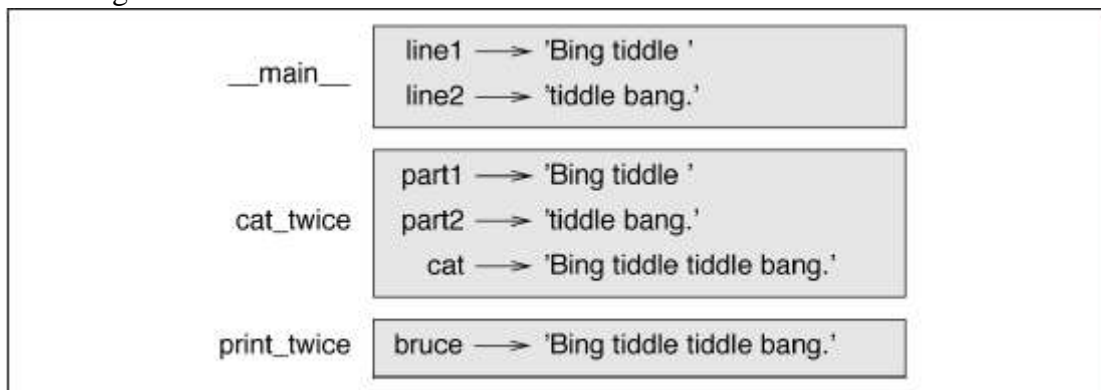 line1 → 'Bing tiddle '
__main__
line2 → 'tiddle bang.'
part1 → 'Bing tiddle '
cat_twice part2 → 'tiddle bang.'
cat → 'Bing tiddle tiddle bang.'
print_twice bruce → 'Bing tiddle tiddle bang.'